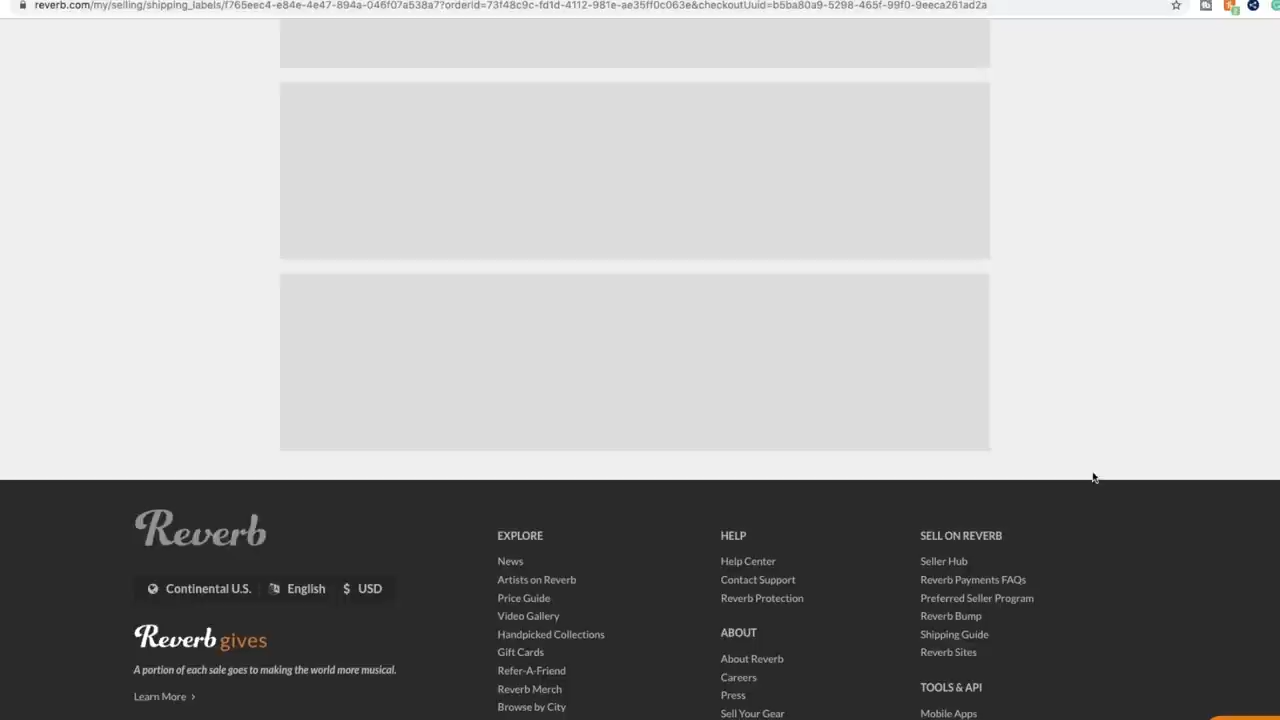 reverb.com/my/selling/shipping_labels/f765eec4-e84e-4e47-894a-046f07a538a7?orderId=73f48c9c-fd1d-4112-981e-ae35ff0c063e&checkoutUuid=b5ba80a9-5298-465f-99f0-9eeca261ad2a
Reverb
Continental U.S. English $ USD
Reverb gives
A portion of each sale goes to making the world more musical.
Learn More ›
EXPLORE
News
Artists on Reverb
Price Guide
Video Gallery
Handpicked Collections
Gift Cards
Refer-A-Friend
Reverb Merch
Browse by City
HELP
Help Center
Contact Support
Reverb Protection
ABOUT
About Reverb
Careers
Press
Sell Your Gear
SELL ON REVERB
Seller Hub
Reverb Payments FAQs
Preferred Seller Program
Reverb Bump
Shipping Guide
Reverb Sites
TOOLS & API
Mobile Apps